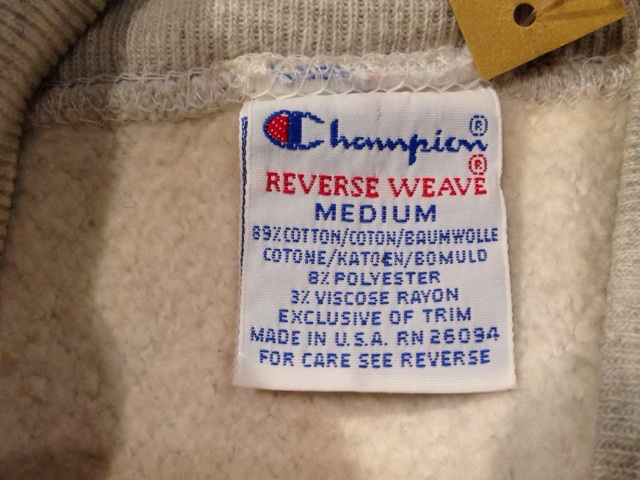 Champion®
REVERSE WEAVE®
MEDIUM
89% COTTON/COTON/BAUMWOLLE
COTONE/KATOEN/BOMULD
8% POLYESTER
3% VISCOSE RAYON
EXCLUSIVE OF TRIM
MADE IN U.S.A. RN 26094
FOR CARE SEE REVERSE